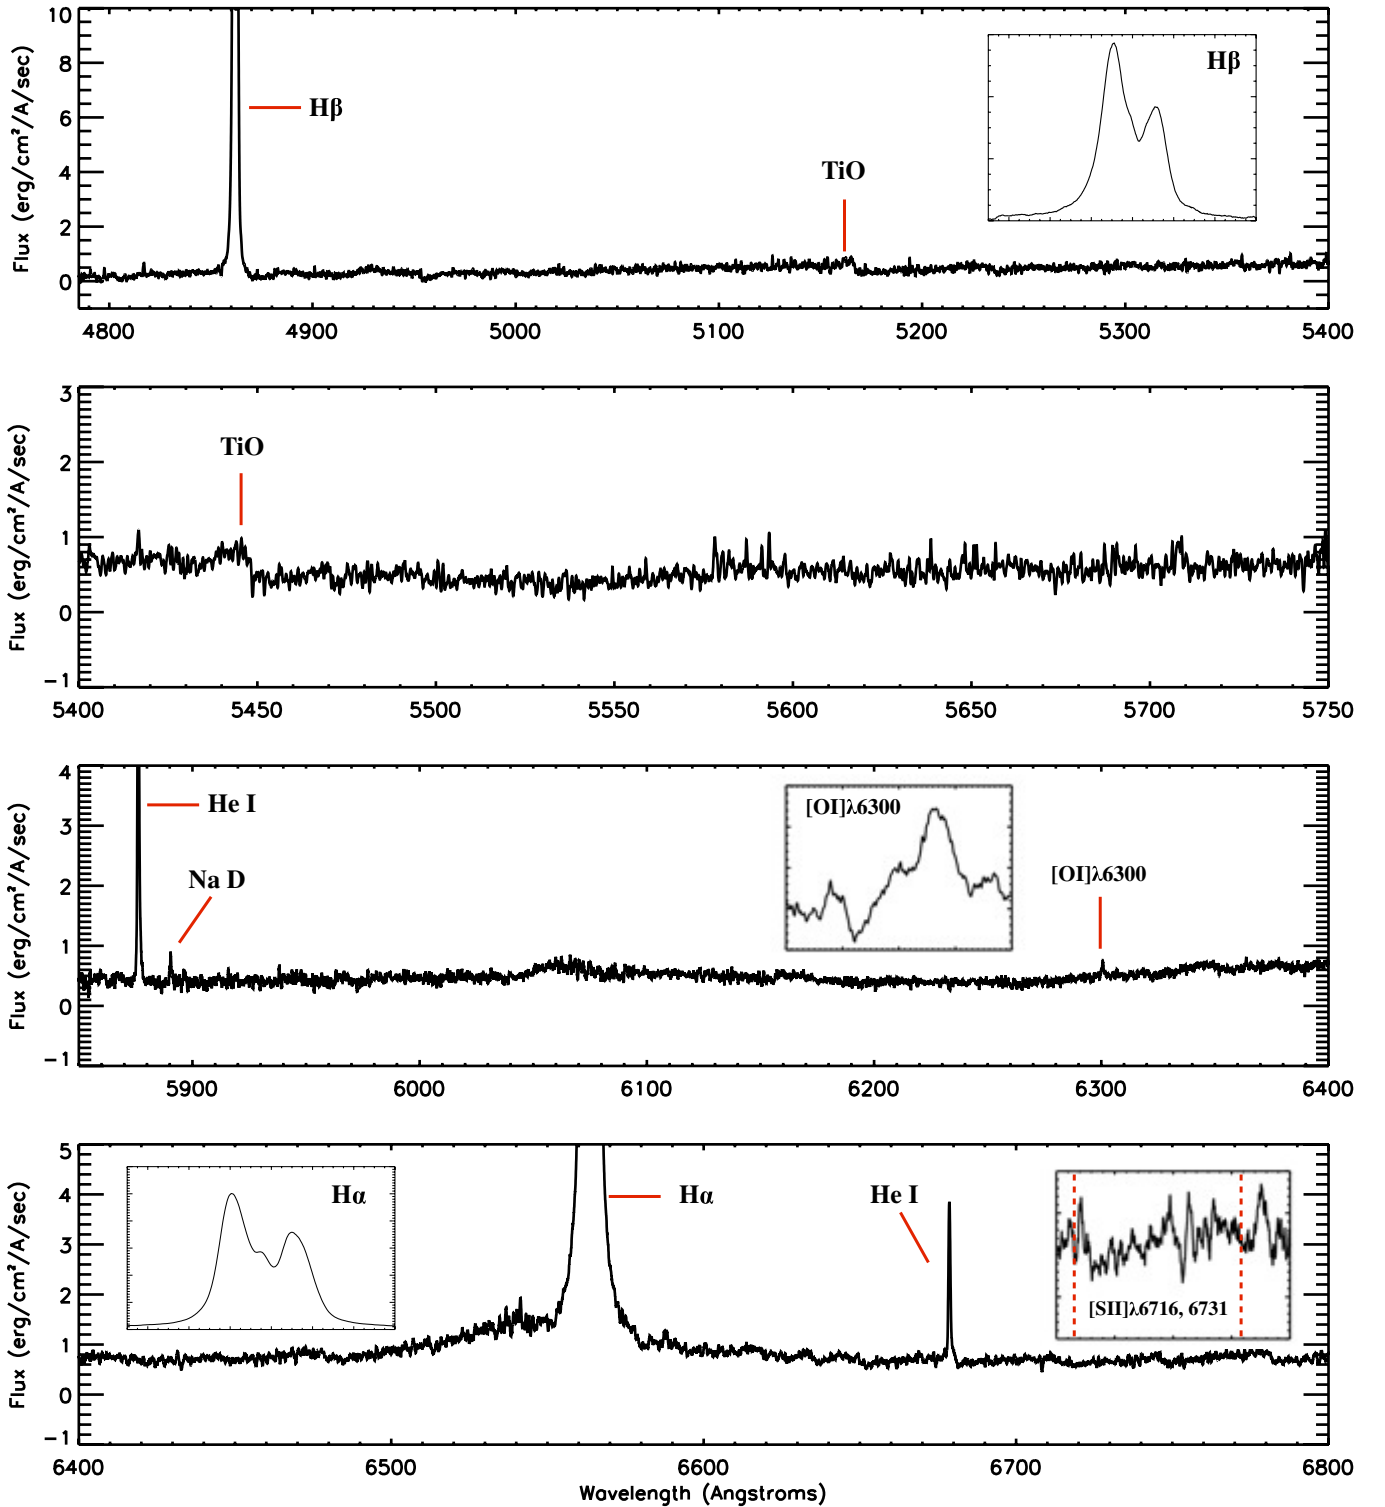 Flux (erg/cm²/A/sec)
10
8
6
4
2
0
Hβ
TiO
Hβ
4800 4900 5000 5100 5200 5300 5400
Flux (erg/cm²/A/sec)
3
2
1
0
−1
TiO
5400 5450 5500 5550 5600 5650 5700 5750
Flux (erg/cm²/A/sec)
4
3
2
1
0
−1
He I
Na D
[OI]λ6300
[OI]λ6300
5900 6000 6100 6200 6300 6400
Flux (erg/cm²/A/sec)
5
4
3
2
1
0
−1
Hα
Hα
He I
[SII]λ6716, 6731
6400 6500 6600 6700 6800
Wavelength (Angstroms)